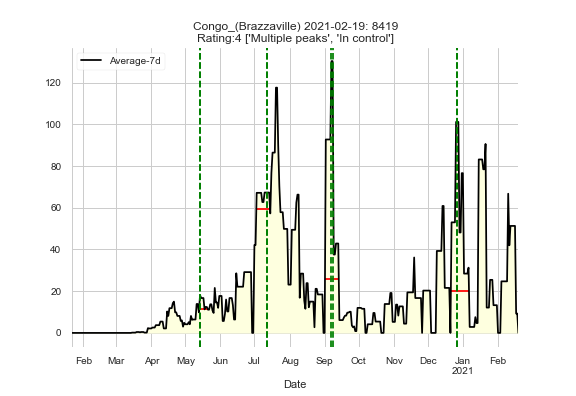 Congo_(Brazzaville) 2021-02-19: 8419
Rating:4 ['Multiple peaks', 'In control']
Average-7d
120
100
80
60
40
20
0
Feb Mar Apr May Jun Jul Aug Sep Oct Nov Dec Jan Feb
2021
Date